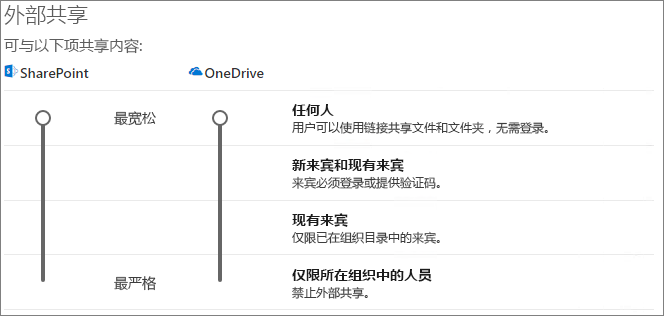 外部共享
可与以下项共享内容:
SharePoint
OneDrive
最宽松
任何人
用户可以使用链接共享文件和文件夹，无需登录。
新来宾和现有来宾
来宾必须登录或提供验证码。
现有来宾
仅限已在组织目录中的来宾。
最严格
仅限所在组织中的人员
禁止外部共享。